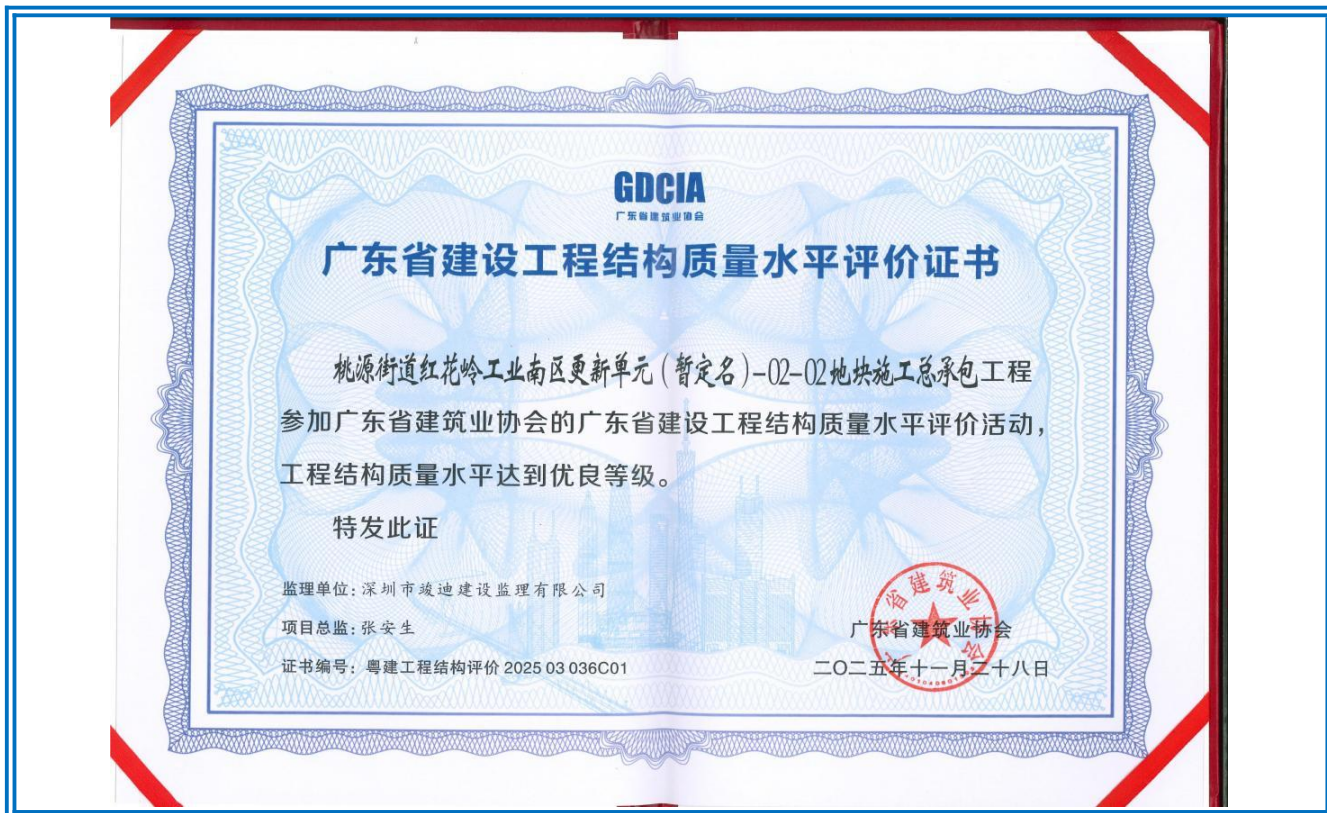 GDCIA
广东省建筑业协会
广东省建设工程结构质量水平评价证书
桃源街道红花岭工业南区更新单元(暂定名)-02-02地块施工总承包工程
参加广东省建筑业协会的广东省建设工程结构质量水平评价活动,
工程结构质量水平达到优良等级。
特发此证
监理单位:深圳市竣迪建设监理有限公司
项目总监:张安生
证书编号:粤建工程结构评价 2025 03 036C01
广东省建筑业协会
二〇二五年十一月二十八日
广东省建筑业协会